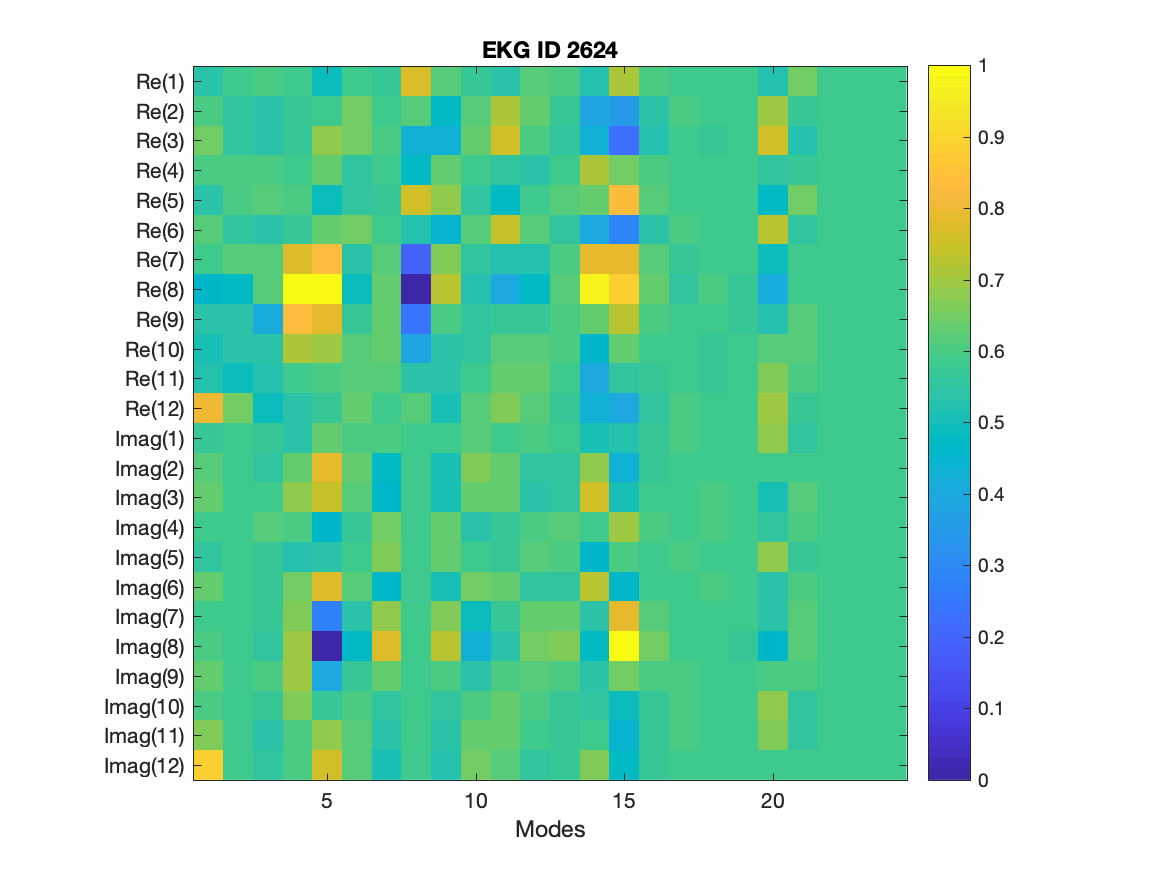 EKG ID 2624
Re(1)
Re(2)
Re(3)
Re(4)
Re(5)
Re(6)
Re(7)
Re(8)
Re(9)
Re(10)
Re(11)
Re(12)
Imag(1)
Imag(2)
Imag(3)
Imag(4)
Imag(5)
Imag(6)
Imag(7)
Imag(8)
Imag(9)
Imag(10)
Imag(11)
Imag(12)
5 10 15 20
Modes
1
0.9
0.8
0.7
0.6
0.5
0.4
0.3
0.2
0.1
0